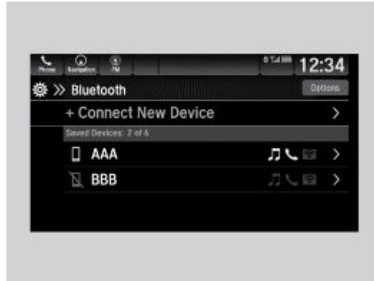 Phone Navigation FM 12:34
Bluetooth Options
+ Connect New Device
Saved Devices: 2 of 6
AAA
BBB